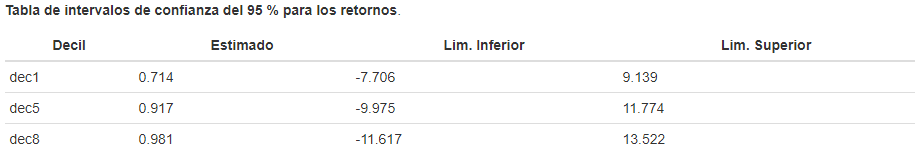 Tabla de intervalos de confianza del 95 % para los retornos.
Decil Estimado Lim. Inferior Lim. Superior
dec1 0.714 -7.706 9.139
dec5 0.917 -9.975 11.774
dec8 0.981 -11.617 13.522